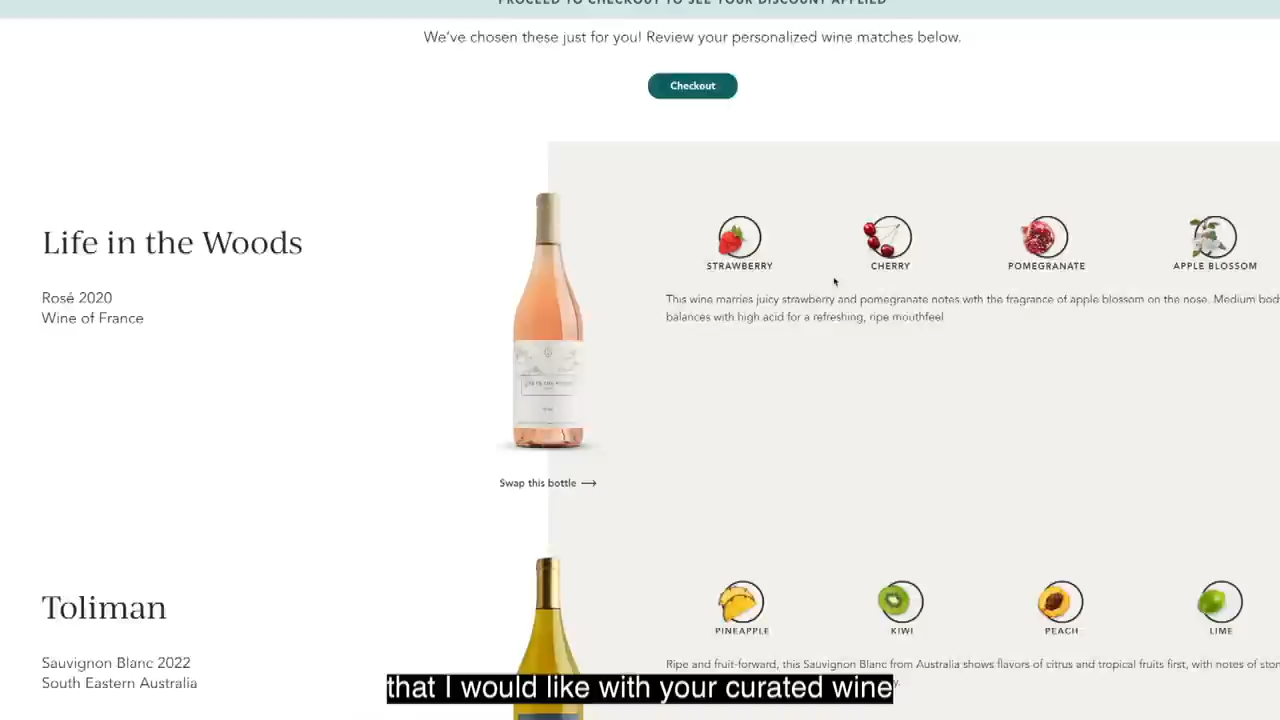 PROCEED TO CHECKOUT TO SEE YOUR DISCOUNT APPLIED
We've chosen these just for you! Review your personalized wine matches below.
Checkout
Life in the Woods
Rosé 2020
Wine of France
STRAWBERRY
CHERRY
POMEGRANATE
APPLE BLOSSOM
This wine marries juicy strawberry and pomegranate notes with the fragrance of apple blossom on the nose. Medium bod
balances with high acid for a refreshing, ripe mouthfeel
Swap this bottle
Toliman
Sauvignon Blanc 2022
South Eastern Australia
PINEAPPLE
KIWI
PEACH
LIME
Ripe and fruit-forward, this Sauvignon Blanc from Australia shows flavors of citrus and tropical fruits first, with notes of ston
that I would like with your curated wine